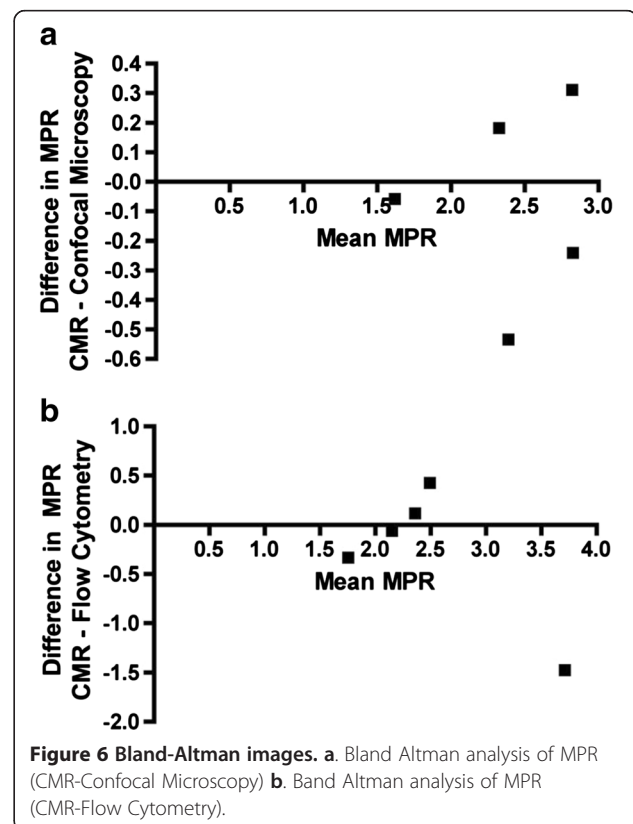 a
0.4
0.3
0.2
0.1
-0.0
-0.1
-0.2
-0.3
-0.4
-0.5
-0.6
0.5 1.0 1.5 2.0 2.5 3.0
Mean MPR
Difference in MPR
CMR - Confocal Microscopy
b
1.0
0.5
0.0
-0.5
-1.0
-1.5
-2.0
0.5 1.0 1.5 2.0 2.5 3.0 3.5 4.0
Mean MPR
Difference in MPR
CMR - Flow Cytometry
Figure 6 Bland-Altman images. a. Bland Altman analysis of MPR
(CMR-Confocal Microscopy) b. Band Altman analysis of MPR
(CMR-Flow Cytometry).